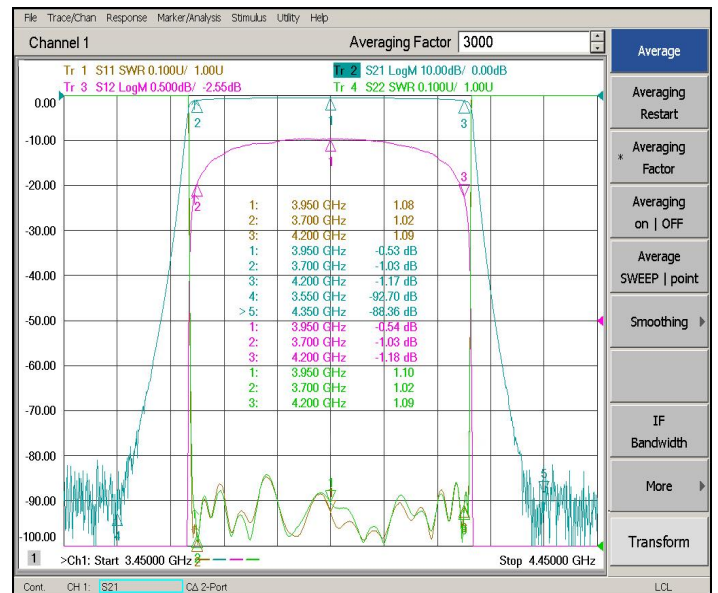 File Trace/Chan Response Marker/Analysis Stimulus Utility Help
Channel 1 Averaging Factor 3000
Tr 1 S11 SWR 0.100U/ 1.00U Tr 2 S21 LogM 10.00dB/ 0.00dB
Tr 3 S12 LogM 0.500dB/ -2.55dB Tr 4 S22 SWR 0.100U/ 1.00U
0.00
-10.00
-20.00
-30.00
-40.00
-50.00
-60.00
-70.00
-80.00
-90.00
-100.00
2 1 3
1
2 3
1: 3.950 GHz 1.08
2: 3.700 GHz 1.02
3: 4.200 GHz 1.09
1: 3.950 GHz -0.53 dB
2: 3.700 GHz -1.03 dB
3: 4.200 GHz -1.17 dB
4: 3.550 GHz -92.70 dB
>5: 4.350 GHz -88.36 dB
1: 3.950 GHz -0.54 dB
2: 3.700 GHz -1.03 dB
3: 4.200 GHz -1.18 dB
1: 3.950 GHz 1.10
2: 3.700 GHz 1.02
3: 4.200 GHz 1.09
5
4
1 >Ch1: Start 3.45000 GHz Stop 4.45000 GHz
Cont. CH 1: S21 CΔ 2-Port LCL
Average
Averaging
Restart
* Averaging
Factor
Averaging
on | OFF
Average
SWEEP | point
Smoothing
IF
Bandwidth
More
Transform